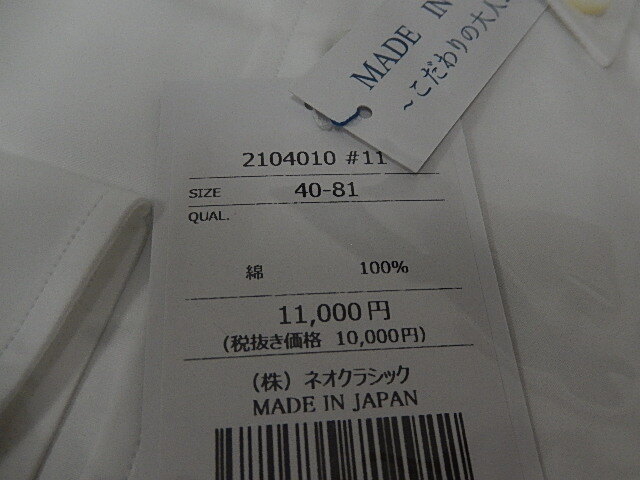 MADE IN
~こだわりの大人
2104010 #11
SIZE 40-81
QUAL.
綿 100%
11,000円
(税抜き価格 10,000円)
(株) ネオクラシック
MADE IN JAPAN